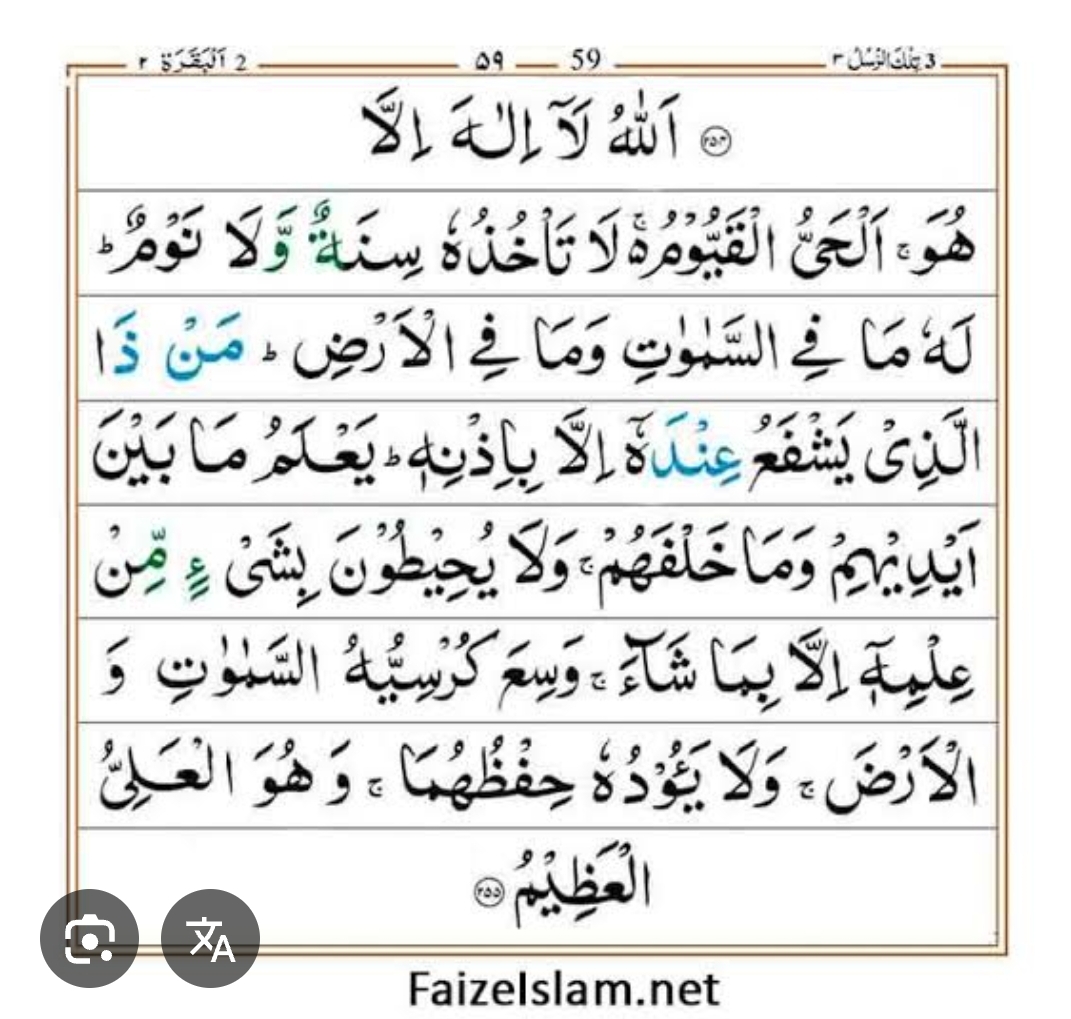 3 تِلْكَ الرُّسُلُ ٣ 59 ٥٩ 2 اَلْبَقَرَة ٢
۝٢٥٤ اَللّٰهُ لَاۤ اِلٰهَ اِلَّا
هُوَ ۚ اَلْحَىُّ الْقَيُّوْمُ ۬ۚ لَا تَاْخُذُهٗ سِنَةٌ وَّلَا نَوْمٌ ؕ
لَهٗ مَا فِى السَّمٰوٰتِ وَمَا فِى الْاَرْضِ ؕ مَنْ ذَا
الَّذِىْ يَشْفَعُ عِنْدَهٗۤ اِلَّا بِاِذْنِهٖ ؕ يَعْلَمُ مَا بَيْنَ
اَيْدِيْهِمْ وَمَا خَلْفَهُمْ ۚ وَلَا يُحِيْطُوْنَ بِشَىْءٍ مِّنْ
عِلْمِهٖۤ اِلَّا بِمَا شَآءَ ۚ وَسِعَ كُرْسِيُّهُ السَّمٰوٰتِ وَ
الْاَرْضَ ۚ وَلَا يَـُٔوْدُهٗ حِفْظُهُمَا ۚ وَ هُوَ الْعَلِىُّ
الْعَظِيْمُ ۝٢٥٥
FaizeIslam.net